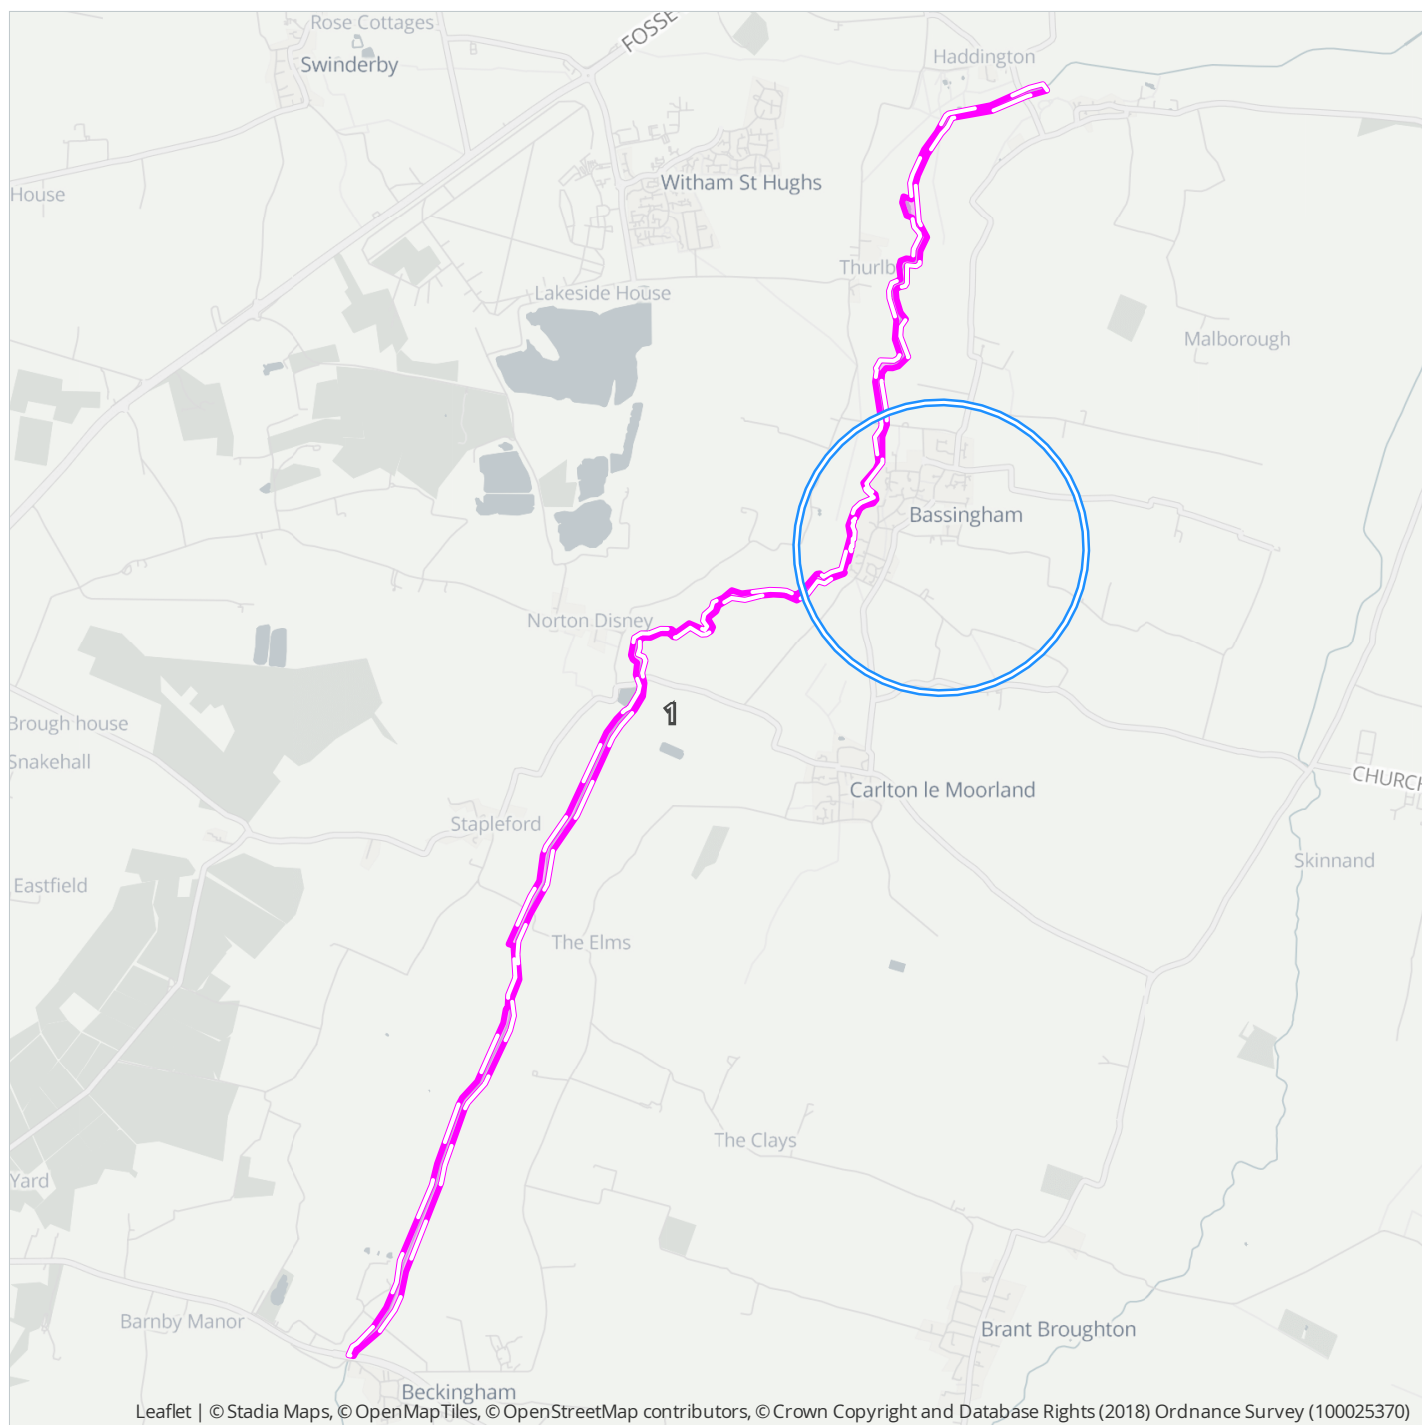 Rose Cottages
FOSSE
Swinderby
Haddington
House
Witham St Hughs
Thurlb
Lakeside House
Malborough
Bassingham
Norton Disney
1
Brough house
Snakehall
CHURCH
Carlton le Moorland
Stapleford
Skinnand
Eastfield
The Elms
The Clays
Yard
Barnby Manor
Brant Broughton
Beckingham
Leaflet | © Stadia Maps, © OpenMapTiles, © OpenStreetMap contributors, © Crown Copyright and Database Rights (2018) Ordnance Survey (100025370)